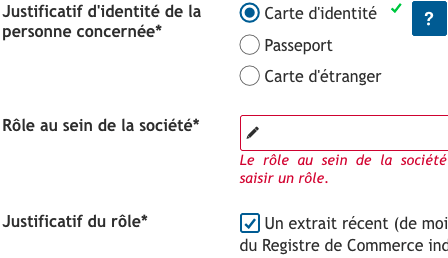 Justificatif d'identité de la
personne concernée*
Carte d'identité
?
Passeport
Carte d'étranger
Rôle au sein de la société*
Le rôle au sein de la société
saisir un rôle.
Justificatif du rôle*
Un extrait récent (de moi
du Registre de Commerce ind